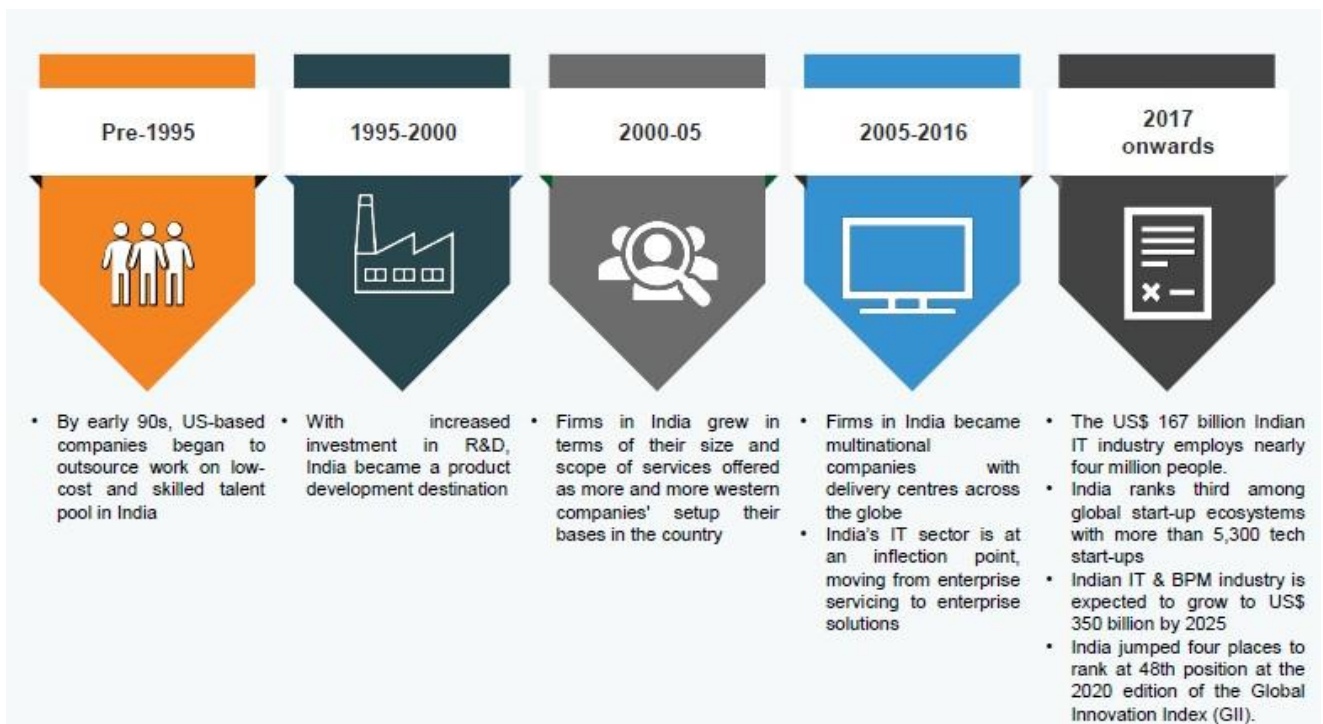 Pre-1995
1995-2000
2000-05
2005-2016
2017
onwards
• By early 90s, US-based
companies began to
outsource work on low-
cost and skilled talent
pool in India
• With increased
investment in R&D,
India became a product
development destination
• Firms in India grew in
terms of their size and
scope of services offered
as more and more western
companies' setup their
bases in the country
• Firms in India became
multinational
companies with
delivery centres across
the globe
• India's IT sector is at
an inflection point,
moving from enterprise
servicing to enterprise
solutions
• The US$ 167 billion Indian
IT industry employs nearly
four million people.
• India ranks third among
global start-up ecosystems
with more than 5,300 tech
start-ups
• Indian IT & BPM industry is
expected to grow to US$
350 billion by 2025
• India jumped four places to
rank at 48th position at the
2020 edition of the Global
Innovation Index (GII).